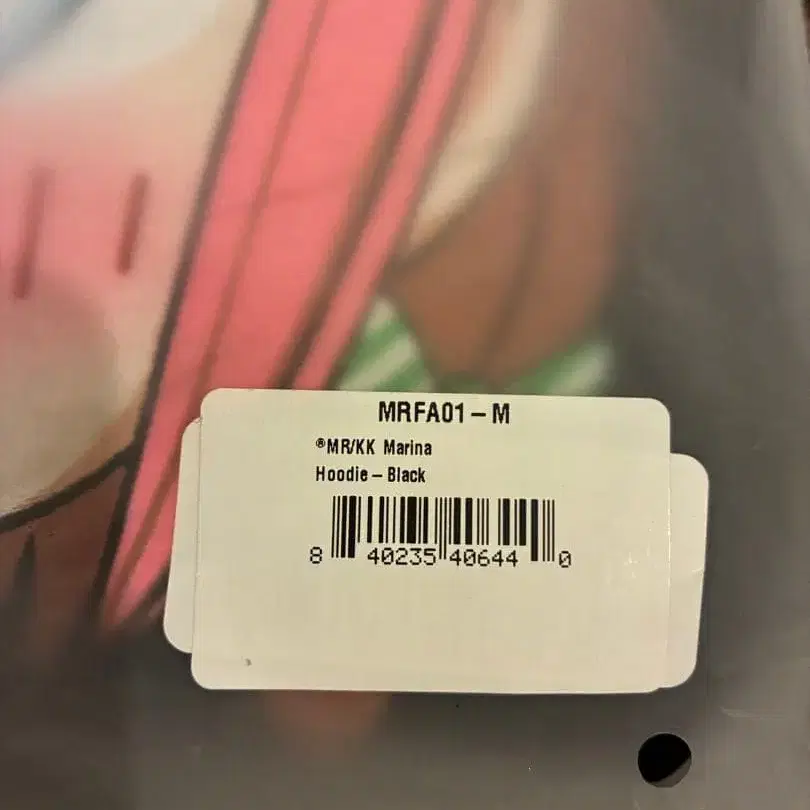 MRFA01–M
®MR/KK Marina
Hoodie – Black
8 40235 40644 0